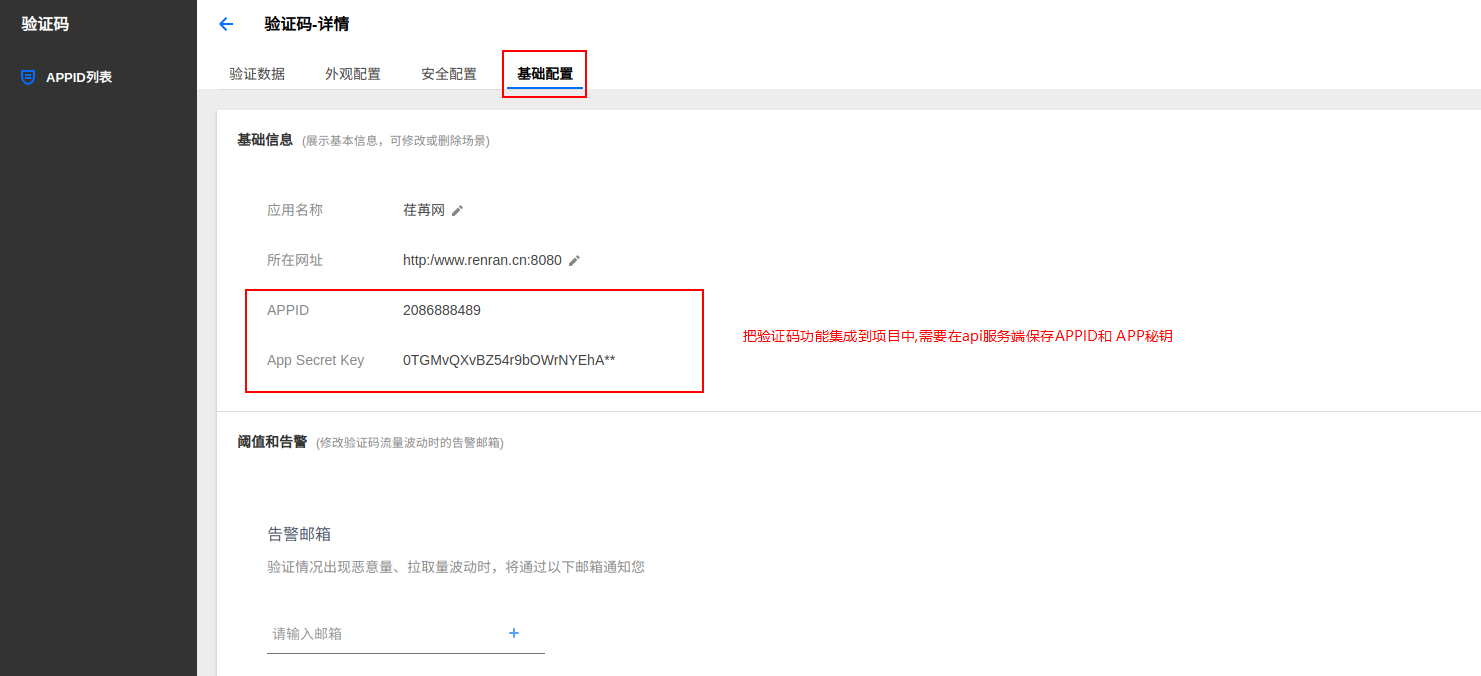 验证码
验证码-详情
APPID列表
验证数据 外观配置 安全配置 基础配置
基础信息 (展示基本信息，可修改或删除场景)
应用名称 荏苒网
所在网址 http:/www.renran.cn:8080
APPID 2086888489
把验证码功能集成到项目中,需要在api服务端保存APPID和 APP秘钥
App Secret Key 0TGMvQXvBZ54r9bOWrNYEhA**
阈值和告警 (修改验证码流量波动时的告警邮箱)
告警邮箱
验证情况出现恶意量、拉取量波动时，将通过以下邮箱通知您
请输入邮箱 +